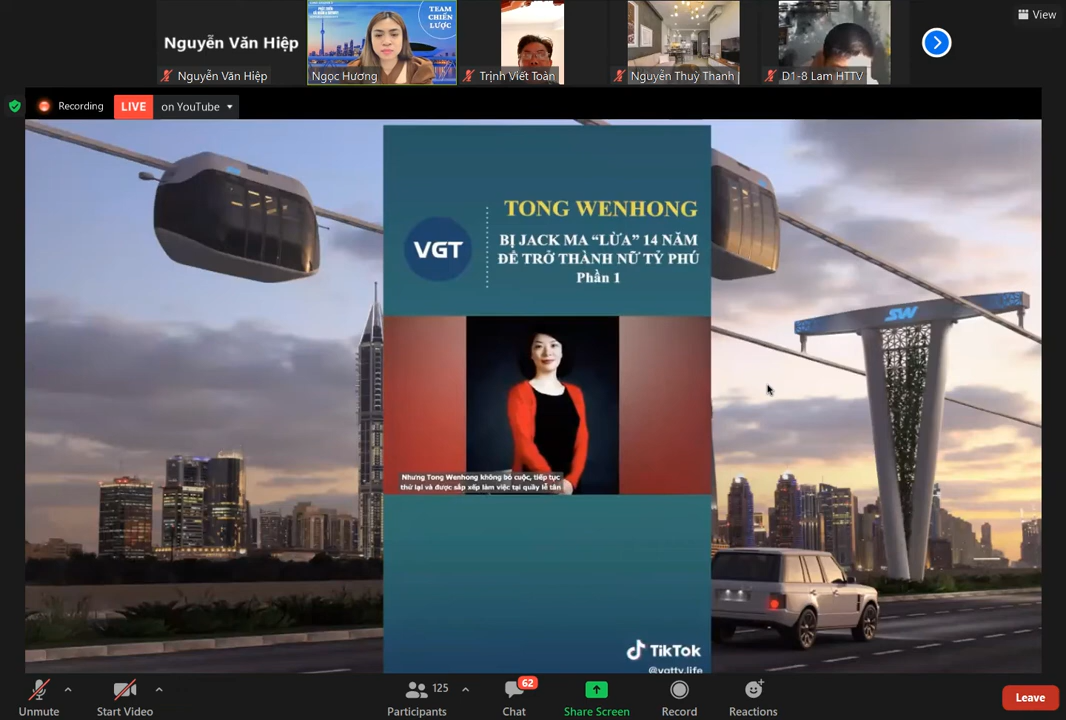 View
Nguyễn Văn Hiệp
Nguyễn Văn Hiệp
TEAM
CHIẾN
LƯỢC
Ngọc Hương
Trịnh Viết Toàn
Nguyễn Thuỳ Thanh
D1-8 Lam HTTV
Recording
LIVE
on YouTube
VGT
TONG WENHONG
BỊ JACK MA “LỪA” 14 NĂM
ĐỂ TRỞ THÀNH NỮ TỶ PHÚ
Phần 1
SW
Nhưng Tong Wenhong không bỏ cuộc, tiếp tục
thử lại và được sắp xếp làm việc tại quầy lễ tân
TikTok
@vgttv.life
Unmute
Start Video
125
Participants
62
Chat
Share Screen
Record
Reactions
Leave